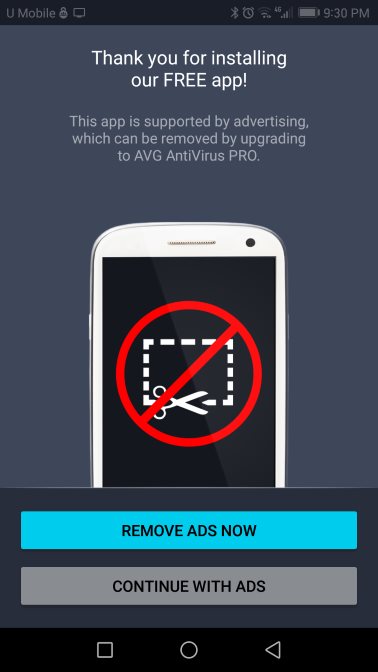 U Mobile 4G 9:30 PM
Thank you for installing
our FREE app!
This app is supported by advertising,
which can be removed by upgrading
to AVG AntiVirus PRO.
REMOVE ADS NOW
CONTINUE WITH ADS